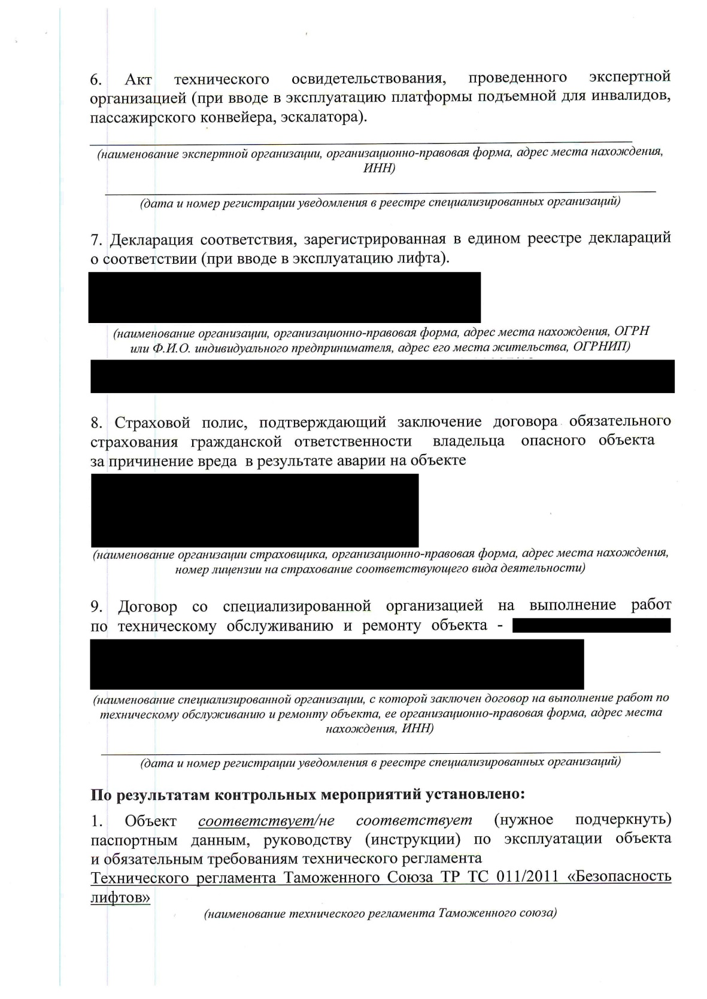 6. Акт технического освидетельствования, проведенного экспертной
организацией (при вводе в эксплуатацию платформы подъемной для инвалидов,
пассажирского конвейера, эскалатора).
(наименование экспертной организации, организационно-правовая форма, адрес места нахождения,
ИНН)
(дата и номер регистрации уведомления в реестре специализированных организаций)
7. Декларация соответствия, зарегистрированная в едином реестре деклараций
о соответствии (при вводе в эксплуатацию лифта).
(наименование организации, организационно-правовая форма, адрес места нахождения, ОГРН
или Ф.И.О. индивидуального предпринимателя, адрес его места жительства, ОГРНИП)
8. Страховой полис, подтверждающий заключение договора обязательного
страхования гражданской ответственности владельца опасного объекта
за причинение вреда в результате аварии на объекте
(наименование организации страховщика, организационно-правовая форма, адрес места нахождения,
номер лицензии на страхование соответствующего вида деятельности)
9. Договор со специализированной организацией на выполнение работ
по техническому обслуживанию и ремонту объекта -
(наименование специализированной организации, с которой заключен договор на выполнение работ по
техническому обслуживанию и ремонту объекта, ее организационно-правовая форма, адрес места
нахождения, ИНН)
(дата и номер регистрации уведомления в реестре специализированных организаций)
По результатам контрольных мероприятий установлено:
1. Объект соответствует/не соответствует (нужное подчеркнуть)
паспортным данным, руководству (инструкции) по эксплуатации объекта
и обязательным требованиям технического регламента
Технического регламента Таможенного Союза ТР ТС 011/2011 «Безопасность
лифтов»
(наименование технического регламента Таможенного союза)